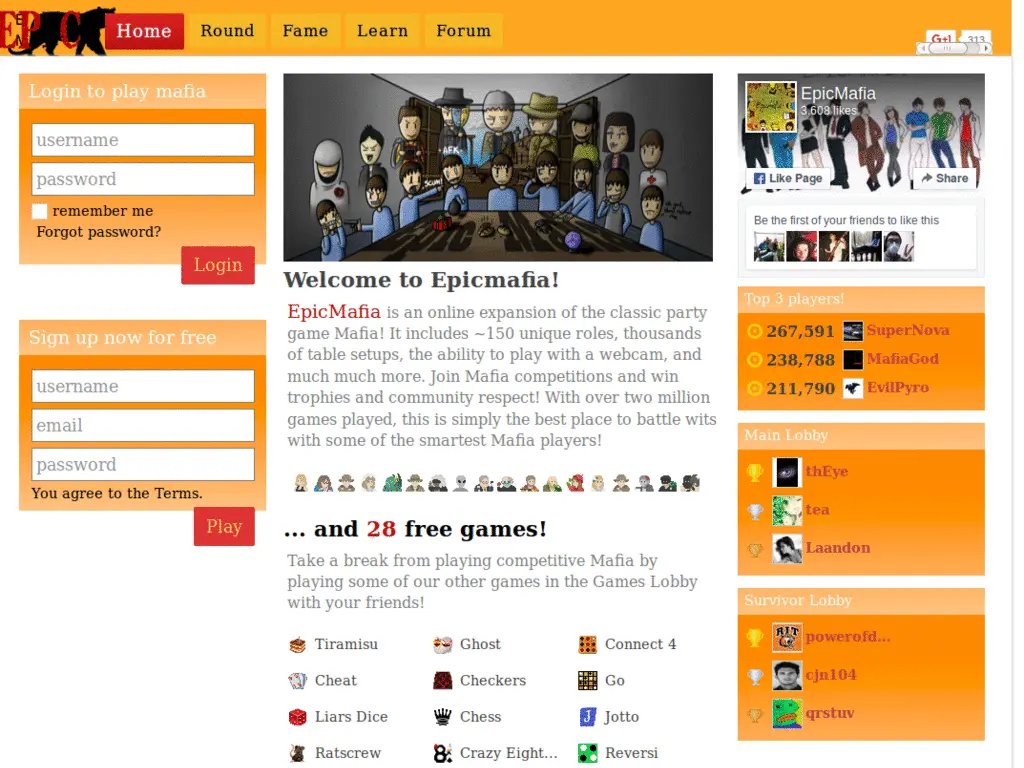 EPIC
Home
Round
Fame
Learn
Forum
G+1
313
Login to play mafia
username
password
remember me
Forgot password?
Login
Sign up now for free
username
email
password
You agree to the Terms.
Play
AFK
SCUM
Epic Mafia
Welcome to Epicmafia!
EpicMafia is an online expansion of the classic party
game Mafia! It includes ~150 unique roles, thousands
of table setups, the ability to play with a webcam, and
much much more. Join Mafia competitions and win
trophies and community respect! With over two million
games played, this is simply the best place to battle wits
with some of the smartest Mafia players!
... and 28 free games!
Take a break from playing competitive Mafia by
playing some of our other games in the Games Lobby
with your friends!
Tiramisu
Ghost
Connect 4
Cheat
Checkers
Go
Liars Dice
Chess
Jotto
Ratscrew
Crazy Eight...
Reversi
EpicMafia
3,608 likes
Like Page
Share
Be the first of your friends to like this
Top 3 players!
267,591 SuperNova
238,788 MafiaGod
211,790 EvilPyro
Main Lobby
thEye
tea
Laandon
Survivor Lobby
powerofd...
cjn104
qrstuv